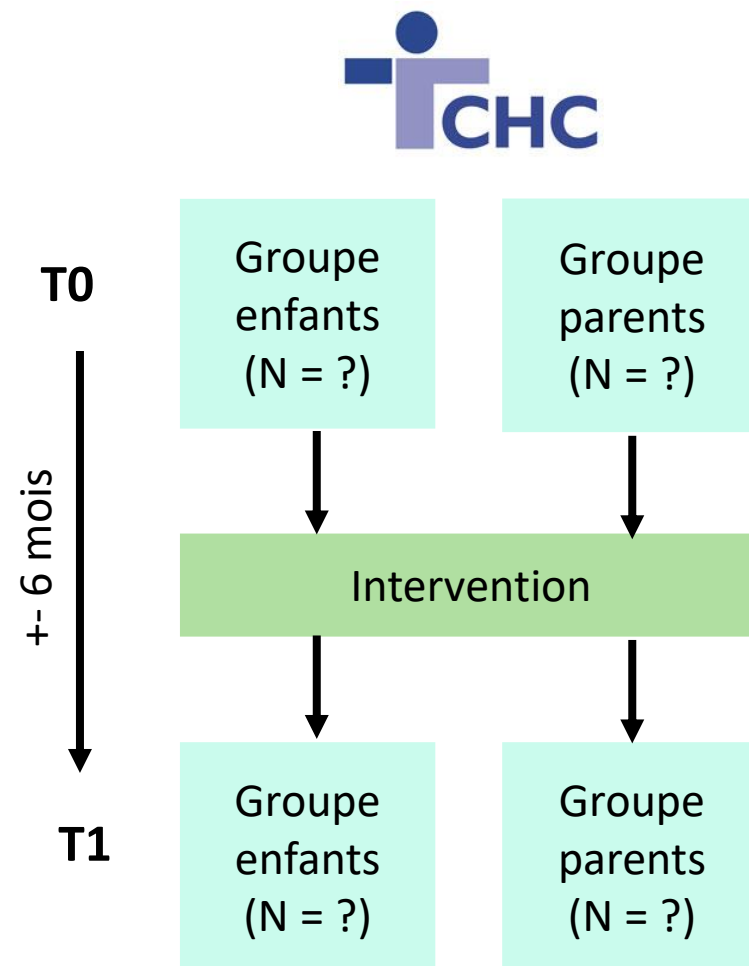 CHC
T0
Groupe
enfants
(N = ?)
Groupe
parents
(N = ?)
+- 6 mois
Intervention
T1
Groupe
enfants
(N = ?)
Groupe
parents
(N = ?)